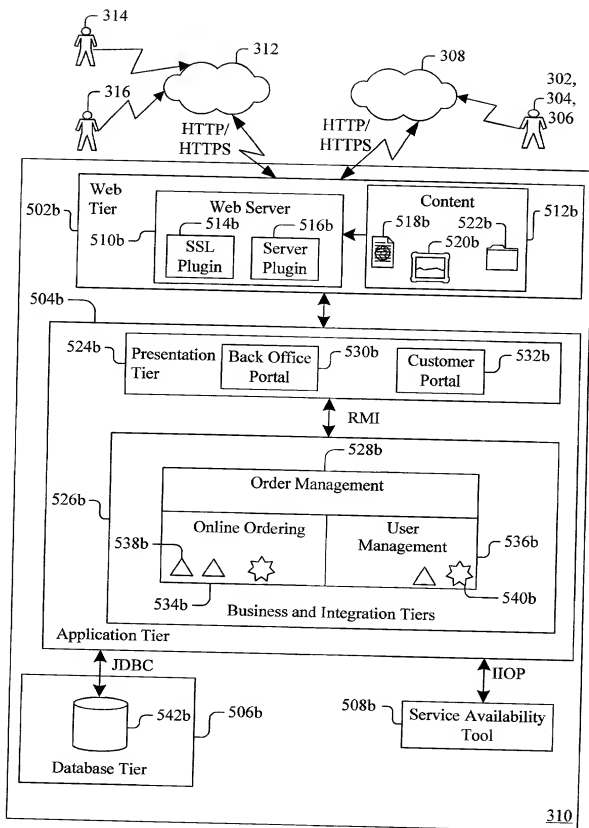 314
312
308
302,
304,
306
316
HTTP/
HTTPS
HTTP/
HTTPS
Web
Tier
502b
Web Server
510b
514b
516b
SSL
Plugin
Server
Plugin
Content
518b
520b
522b
512b
504b
524b
Presentation
Tier
Back Office
Portal
530b
Customer
Portal
532b
RMI
528b
Order Management
526b
Online Ordering
User
Management
536b
538b
534b
540b
Business and Integration Tiers
Application Tier
JDBC
IIOP
542b
506b
Database Tier
508b
Service Availability
Tool
310